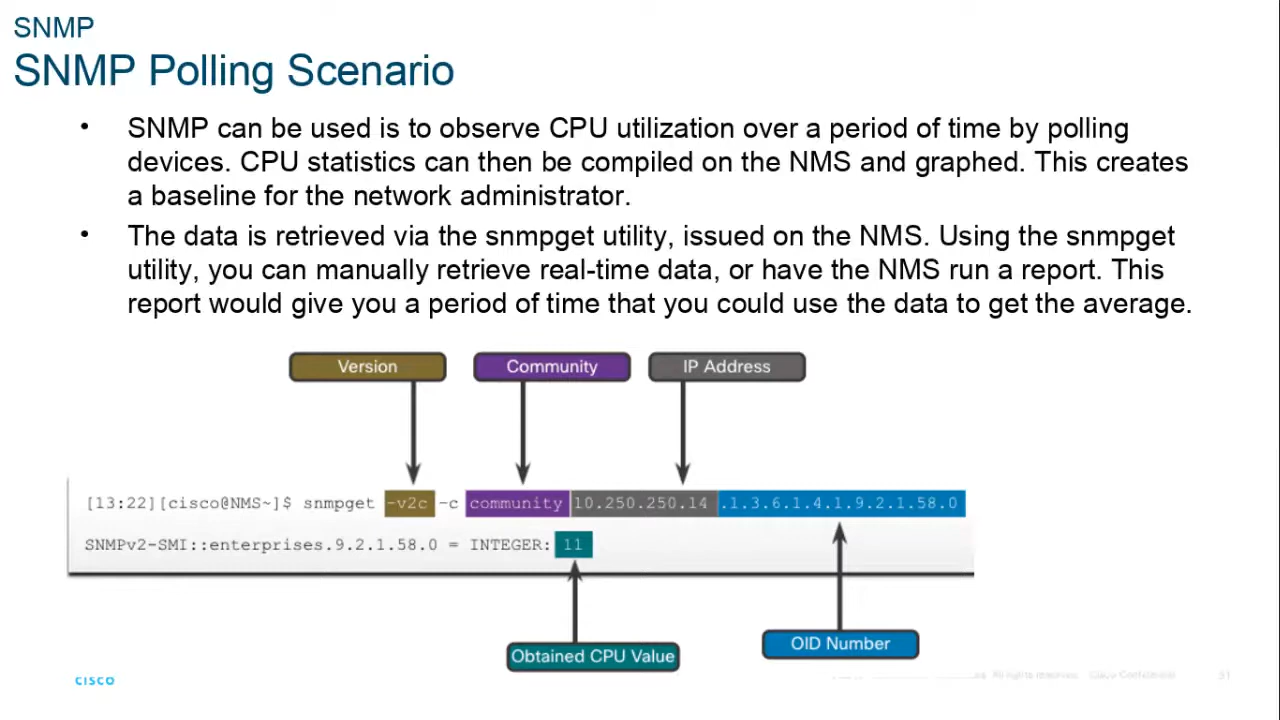 SNMP
SNMP Polling Scenario
• SNMP can be used is to observe CPU utilization over a period of time by polling
devices. CPU statistics can then be compiled on the NMS and graphed. This creates
a baseline for the network administrator.
• The data is retrieved via the snmpget utility, issued on the NMS. Using the snmpget
utility, you can manually retrieve real-time data, or have the NMS run a report. This
report would give you a period of time that you could use the data to get the average.
Version Community IP Address
[13:22][cisco@NMS~]$ snmpget -v2c -c community 10.250.250.14 .1.3.6.1.4.1.9.2.1.58.0
SNMPv2-SMI::enterprises.9.2.1.58.0 = INTEGER: 11
Obtained CPU Value OID Number
CISCO
All rights reserved. Cisco Confidential 31